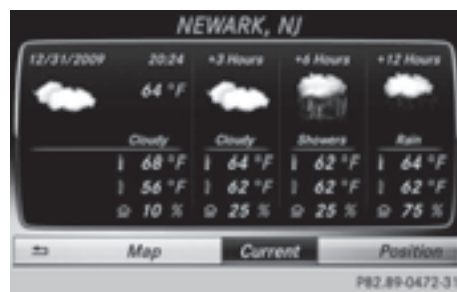 NEWARK, NJ
12/31/2009 20:24 +3 Hours +6 Hours +12 Hours
64 °F
Cloudy Cloudy Showers Rain
68 °F 64 °F 62 °F 64 °F
56 °F 62 °F 62 °F 62 °F
10 % 25 % 25 % 75 %
Map Current Position
P82.89-0472-31